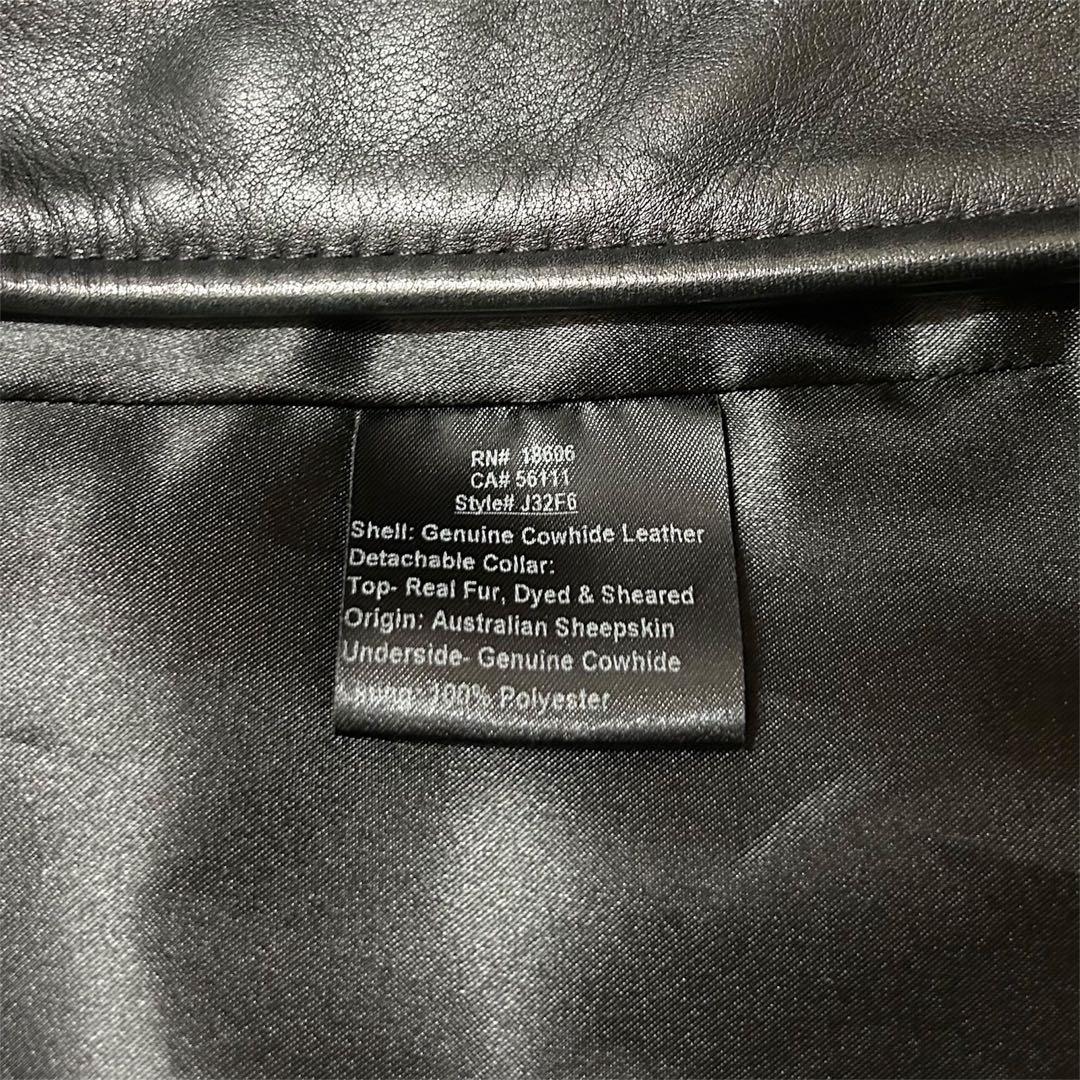 RN# 18606
CA# 56111
Style# J32F6
Shell: Genuine Cowhide Leather
Detachable Collar:
Top- Real Fur, Dyed & Sheared
Origin: Australian Sheepskin
Underside- Genuine Cowhide
Lining: 100% Polyester